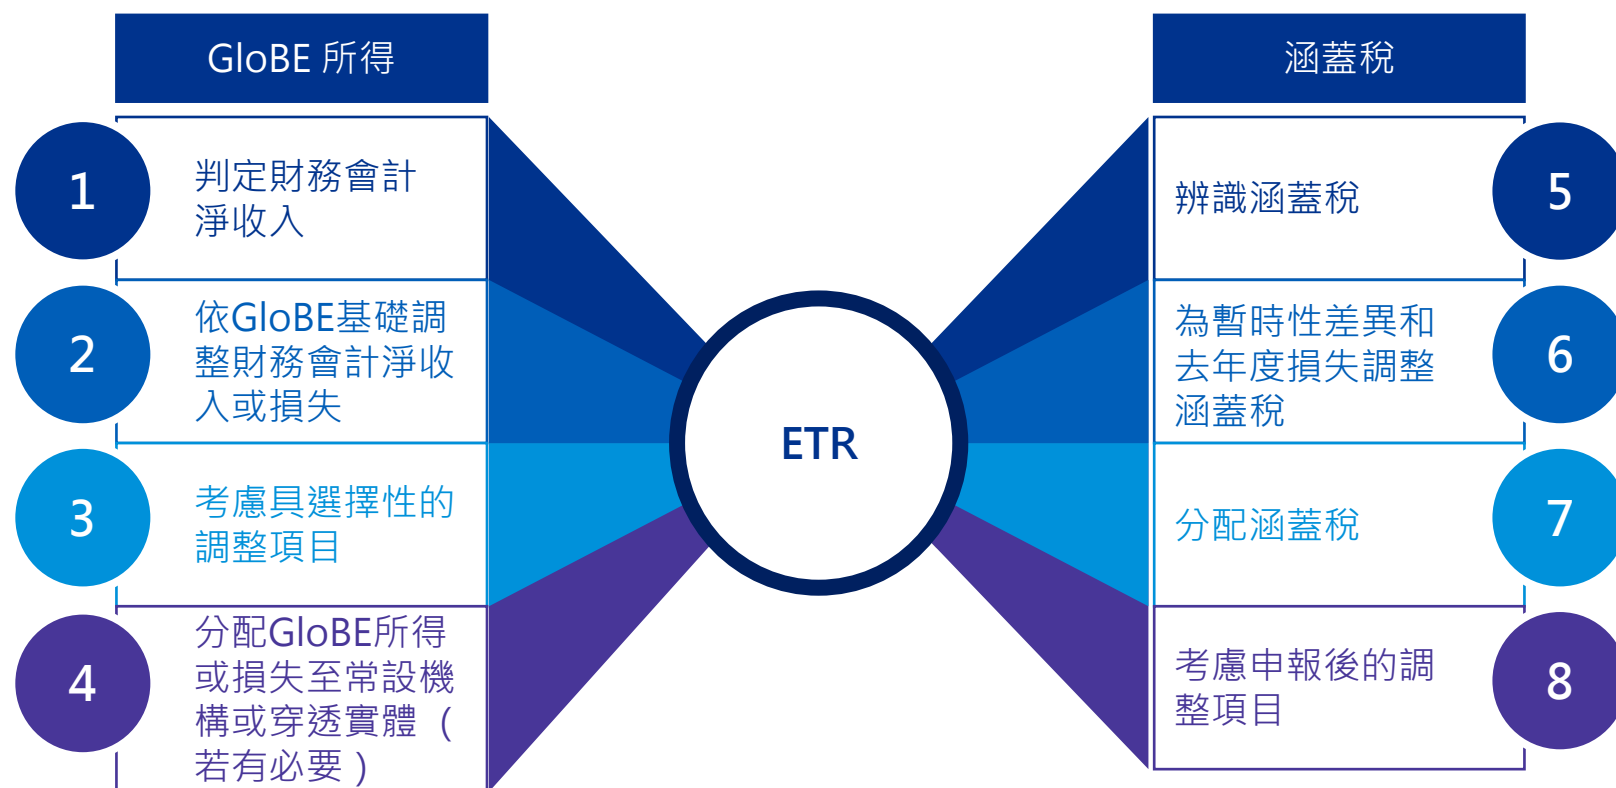 GloBE 所得
1
判定財務會計
淨收入
2
依GloBE基礎調
整財務會計淨收
入或損失
3
考慮具選擇性的
調整項目
4
分配GloBE所得
或損失至常設機
構或穿透實體（
若有必要）
ETR
涵蓋稅
辨識涵蓋稅
5
為暫時性差異和
去年度損失調整
涵蓋稅
6
分配涵蓋稅
7
考慮申報後的調
整項目
8